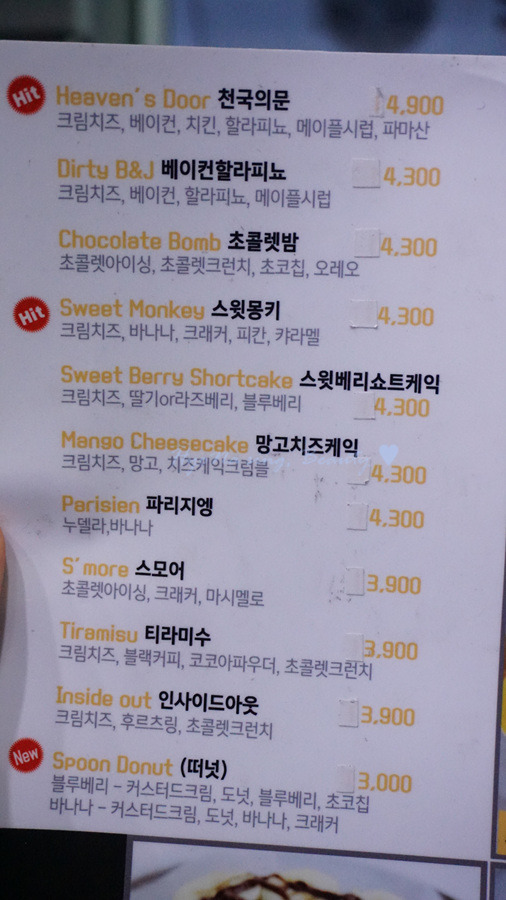 Hit Heaven's Door 천국의문 4,900
크림치즈, 베이컨, 치킨, 할라피뇨, 메이플시럽, 파마산
Dirty B&J 베이컨할라피뇨 4,300
크림치즈, 베이컨, 할라피뇨, 메이플시럽
Chocolate Bomb 초콜렛밤 4,300
초콜렛아이싱, 초콜렛크런치, 초코칩, 오레오
Hit Sweet Monkey 스윗몽키 4,300
크림치즈, 바나나, 크래커, 피칸, 캬라멜
Sweet Berry Shortcake 스윗베리쇼트케익
크림치즈, 딸기or라즈베리, 블루베리 4,300
Mango Cheesecake 망고치즈케익
크림치즈, 망고, 치즈케익크럼블 4,300
Parisien 파리지엥 4,300
누델라,바나나
S'more 스모어 3,900
초콜렛아이싱, 크래커, 마시멜로
Tiramisu 티라미수 3,900
크림치즈, 블랙커피, 코코아파우더, 초콜렛크런치
Inside out 인사이드아웃 3,900
크림치즈, 후르츠링, 초콜렛크런치
New Spoon Donut (떠넛) 3,000
블루베리 - 커스터드크림, 도넛, 블루베리, 초코칩
바나나 - 커스터드크림, 도넛, 바나나, 크래커